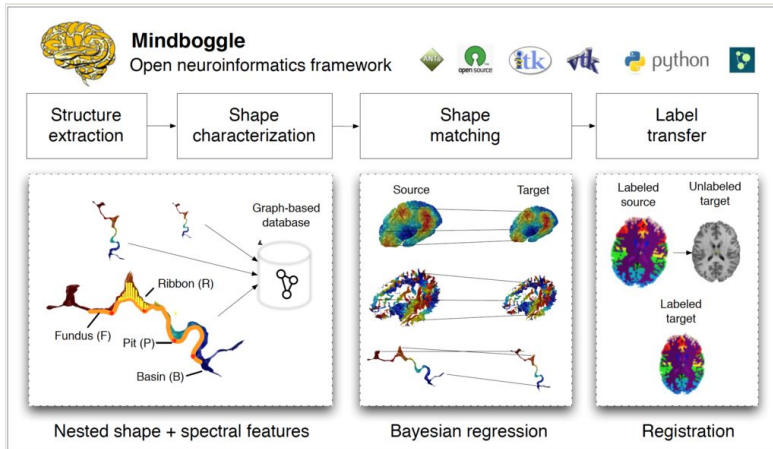 Mindboggle
Open neuroinformatics framework
ANTs
open source
itk
vtk
python
Structure
extraction
Shape
characterization
Shape
matching
Label
transfer
Graph-based
database
Ribbon (R)
Fundus (F)
Pit (P)
Basin (B)
Source
Target
Labeled
source
Unlabeled
target
Labeled
target
Nested shape + spectral features
Bayesian regression
Registration